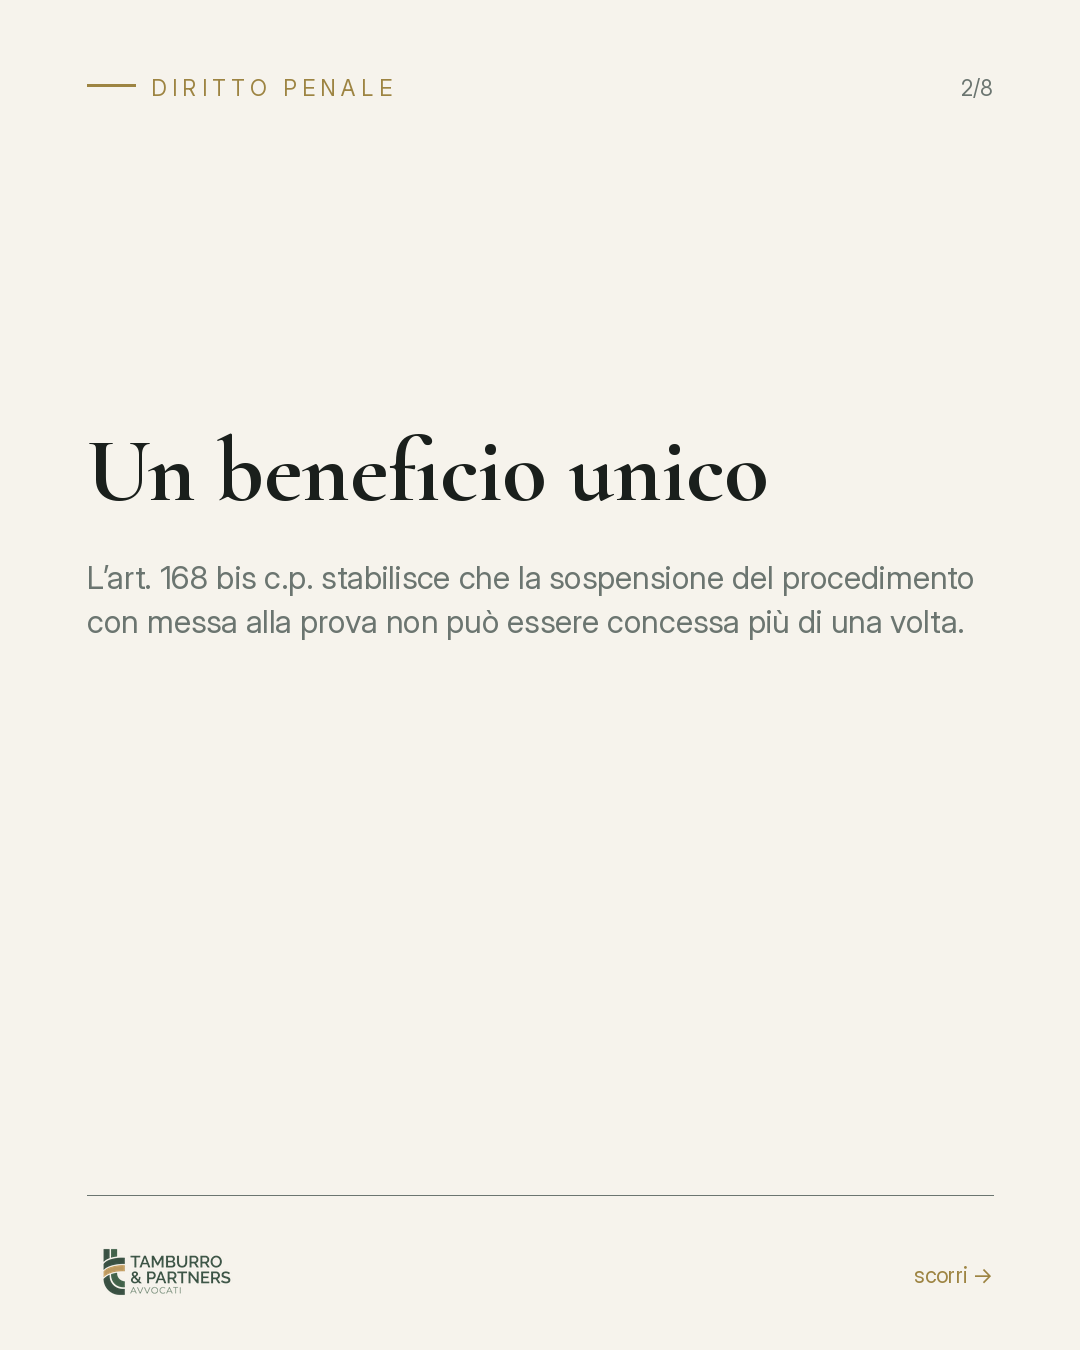 DIRITTO PENALE
2/8
Un beneficio unico
L’art. 168 bis c.p. stabilisce che la sospensione del procedimento
con messa alla prova non può essere concessa più di una volta.
TAMBURRO
& PARTNERS
AVVOCATI
scorri →